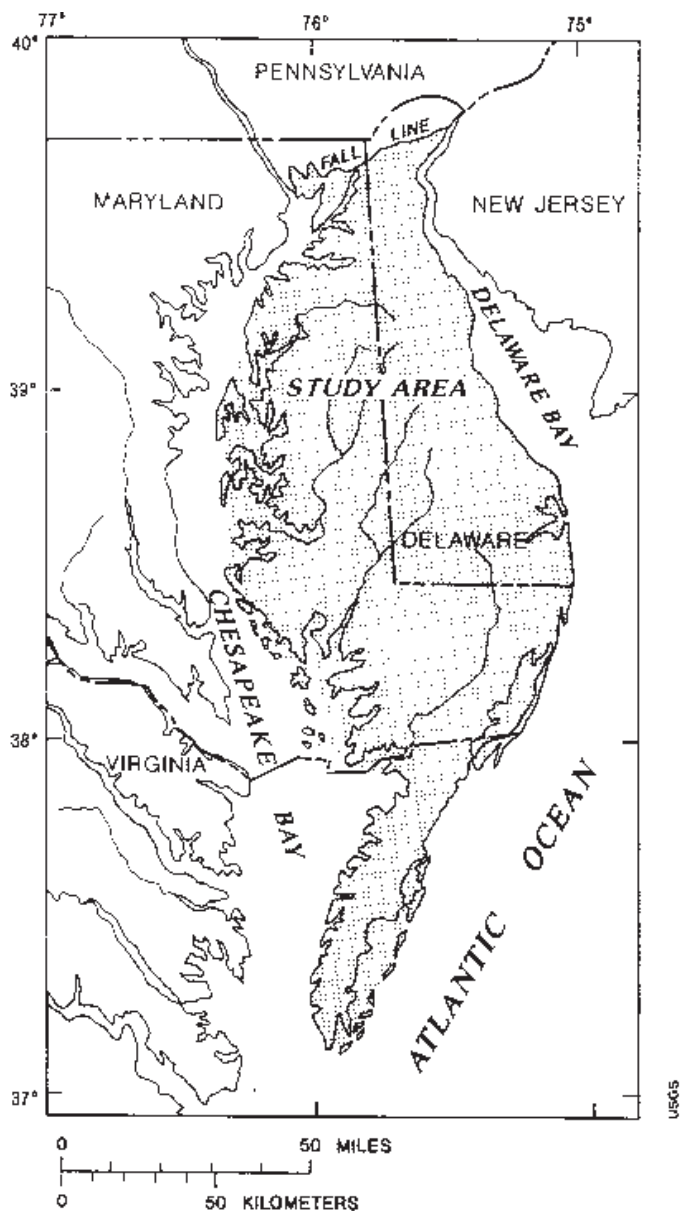 77° 76° 75°
40°
PENNSYLVANIA
FALL LINE
MARYLAND
NEW JERSEY
DELAWARE BAY
39°
STUDY AREA
DELAWARE
CHESAPEAKE
BAY
38°
VIRGINIA
ATLANTIC OCEAN
37°
USGS
0 50 MILES
0 50 KILOMETERS